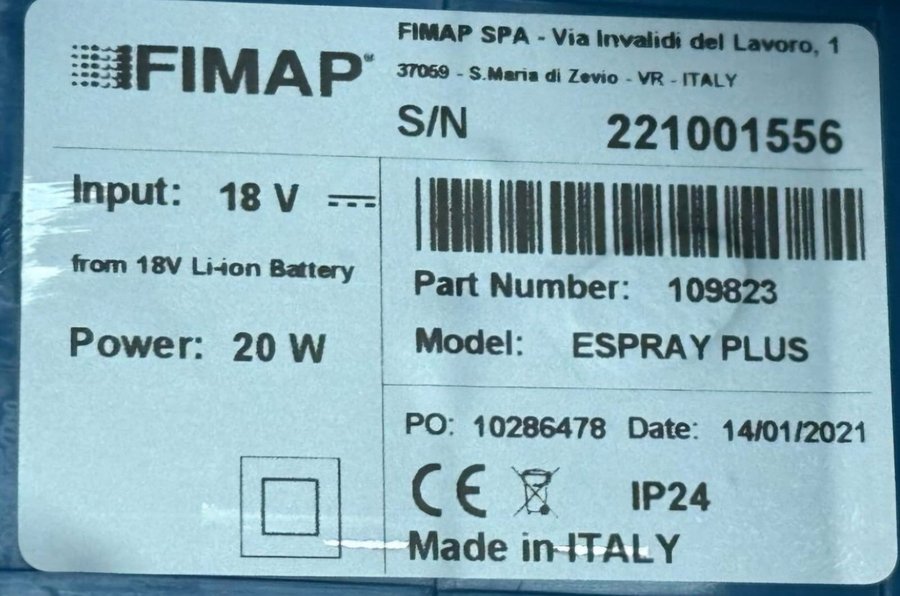 FIMAP
FIMAP SPA - Via Invalidi del Lavoro, 1
37059 - S.Maria di Zevio - VR - ITALY
S/N 221001556
Input: 18 V
from 18V Li-ion Battery
Power: 20 W
Part Number: 109823
Model: ESPRAY PLUS
PO: 10286478 Date: 14/01/2021
CE IP24
Made in ITALY